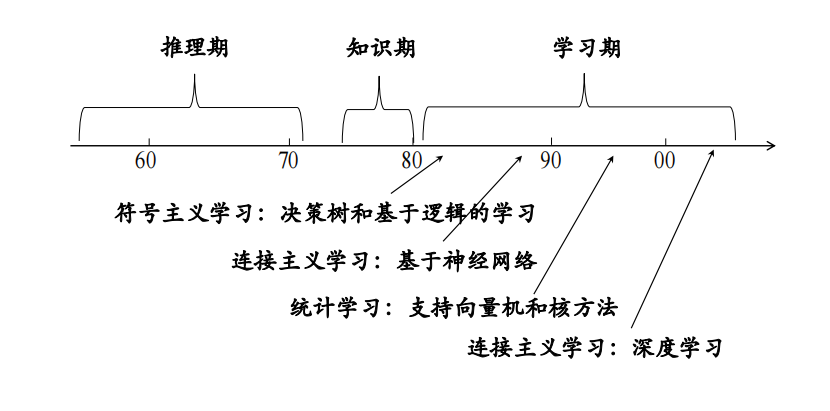 推理期 知识期 学习期
60 70 80 90 00
符号主义学习：决策树和基于逻辑的学习
连接主义学习：基于神经网络
统计学习：支持向量机和核方法
连接主义学习：深度学习